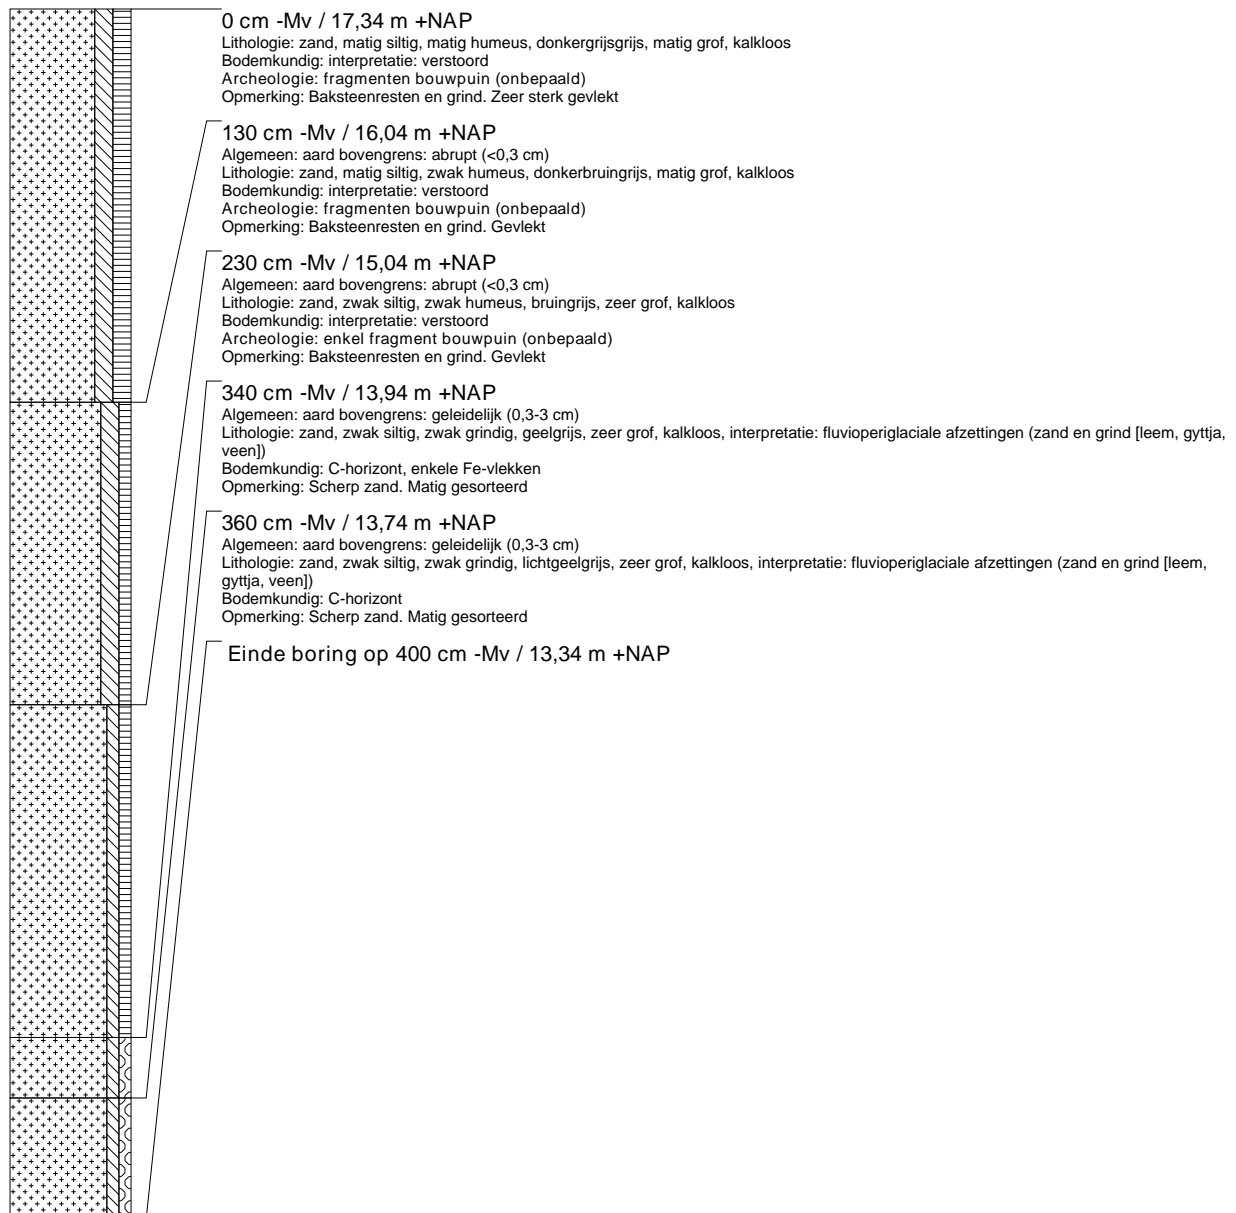 0 cm -Mv / 17,34 m +NAP
Lithologie: zand, matig siltig, matig humeus, donkergrijsgrijs, matig grof, kalkloos
Bodemkundig: interpretatie: verstoord
Archeologie: fragmenten bouwpuin (onbepaald)
Opmerking: Baksteenresten en grind. Zeer sterk gevlekt
130 cm -Mv / 16,04 m +NAP
Algemeen: aard bovengrens: abrupt (<0,3 cm)
Lithologie: zand, matig siltig, zwak humeus, donkerbruingrijs, matig grof, kalkloos
Bodemkundig: interpretatie: verstoord
Archeologie: fragmenten bouwpuin (onbepaald)
Opmerking: Baksteenresten en grind. Gevlekt
230 cm -Mv / 15,04 m +NAP
Algemeen: aard bovengrens: abrupt (<0,3 cm)
Lithologie: zand, zwak siltig, zwak humeus, bruingrijs, zeer grof, kalkloos
Bodemkundig: interpretatie: verstoord
Archeologie: enkel fragment bouwpuin (onbepaald)
Opmerking: Baksteenresten en grind. Gevlekt
340 cm -Mv / 13,94 m +NAP
Algemeen: aard bovengrens: geleidelijk (0,3-3 cm)
Lithologie: zand, zwak siltig, zwak grindig, geelgrijs, zeer grof, kalkloos, interpretatie: fluvioperiglaciale afzettingen (zand en grind [leem, gyttja,
veen])
Bodemkundig: C-horizont, enkele Fe-vlekken
Opmerking: Scherp zand. Matig gesorteerd
360 cm -Mv / 13,74 m +NAP
Algemeen: aard bovengrens: geleidelijk (0,3-3 cm)
Lithologie: zand, zwak siltig, zwak grindig, lichtgeelgrijs, zeer grof, kalkloos, interpretatie: fluvioperiglaciale afzettingen (zand en grind [leem,
gyttja, veen])
Bodemkundig: C-horizont
Opmerking: Scherp zand. Matig gesorteerd
Einde boring op 400 cm -Mv / 13,34 m +NAP